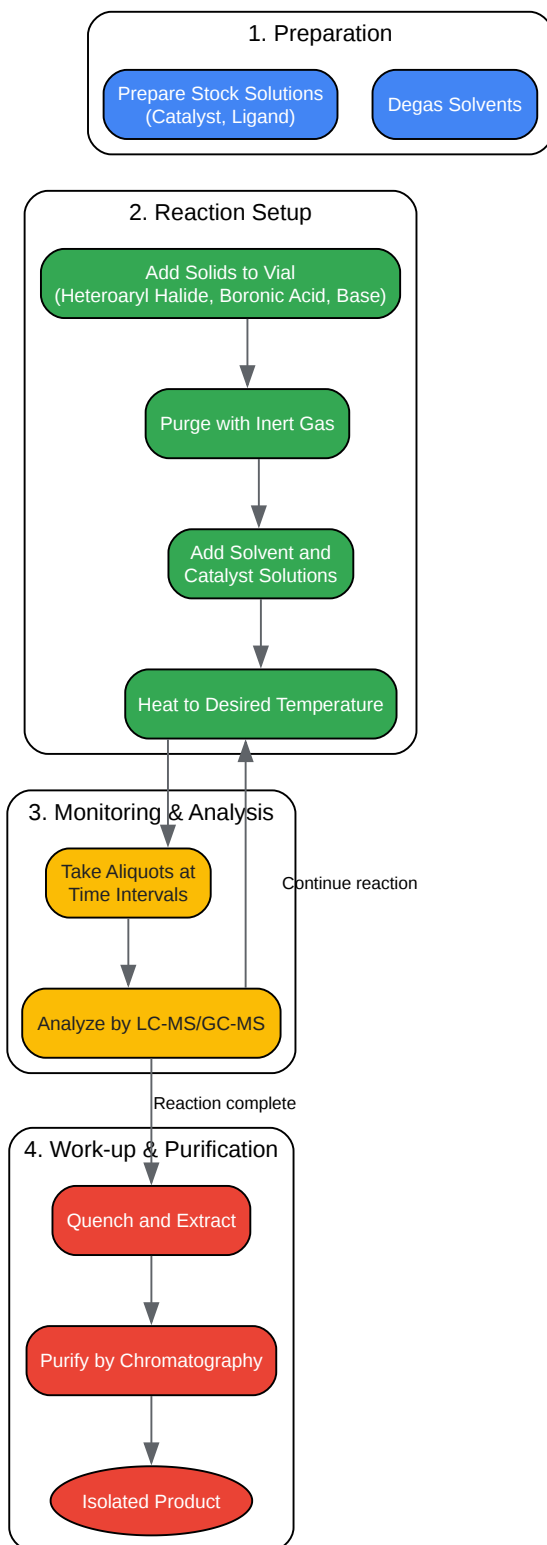 1. Preparation
Prepare Stock Solutions
(Catalyst, Ligand)
Degas Solvents
2. Reaction Setup
Add Solids to Vial
(Heteroaryl Halide, Boronic Acid, Base)
Purge with Inert Gas
Add Solvent and
Catalyst Solutions
Heat to Desired Temperature
3. Monitoring & Analysis
Take Aliquots at
Time Intervals
Continue reaction
Analyze by LC-MS/GC-MS
Reaction complete
4. Work-up & Purification
Quench and Extract
Purify by Chromatography
Isolated Product